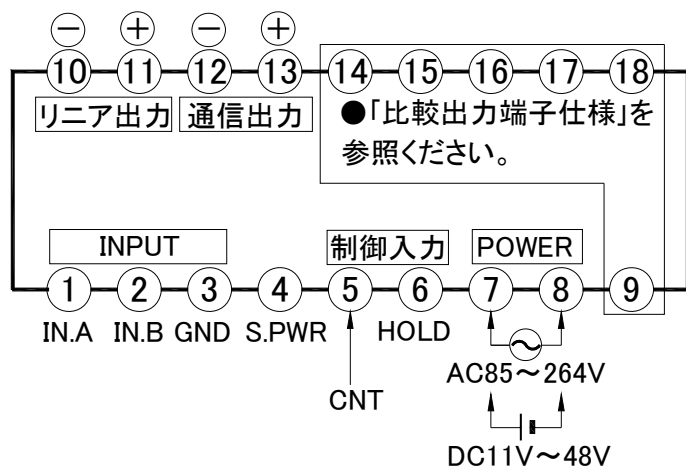 − + − +
10 11 12 13 14 15 16 17 18
リニア出力 通信出力
●「比較出力端子仕様」を
参照ください。
INPUT 制御入力 POWER
1 2 3 4 5 6 7 8 9
IN.A IN.B GND S.PWR HOLD
AC85～264V
CNT
DC11V～48V